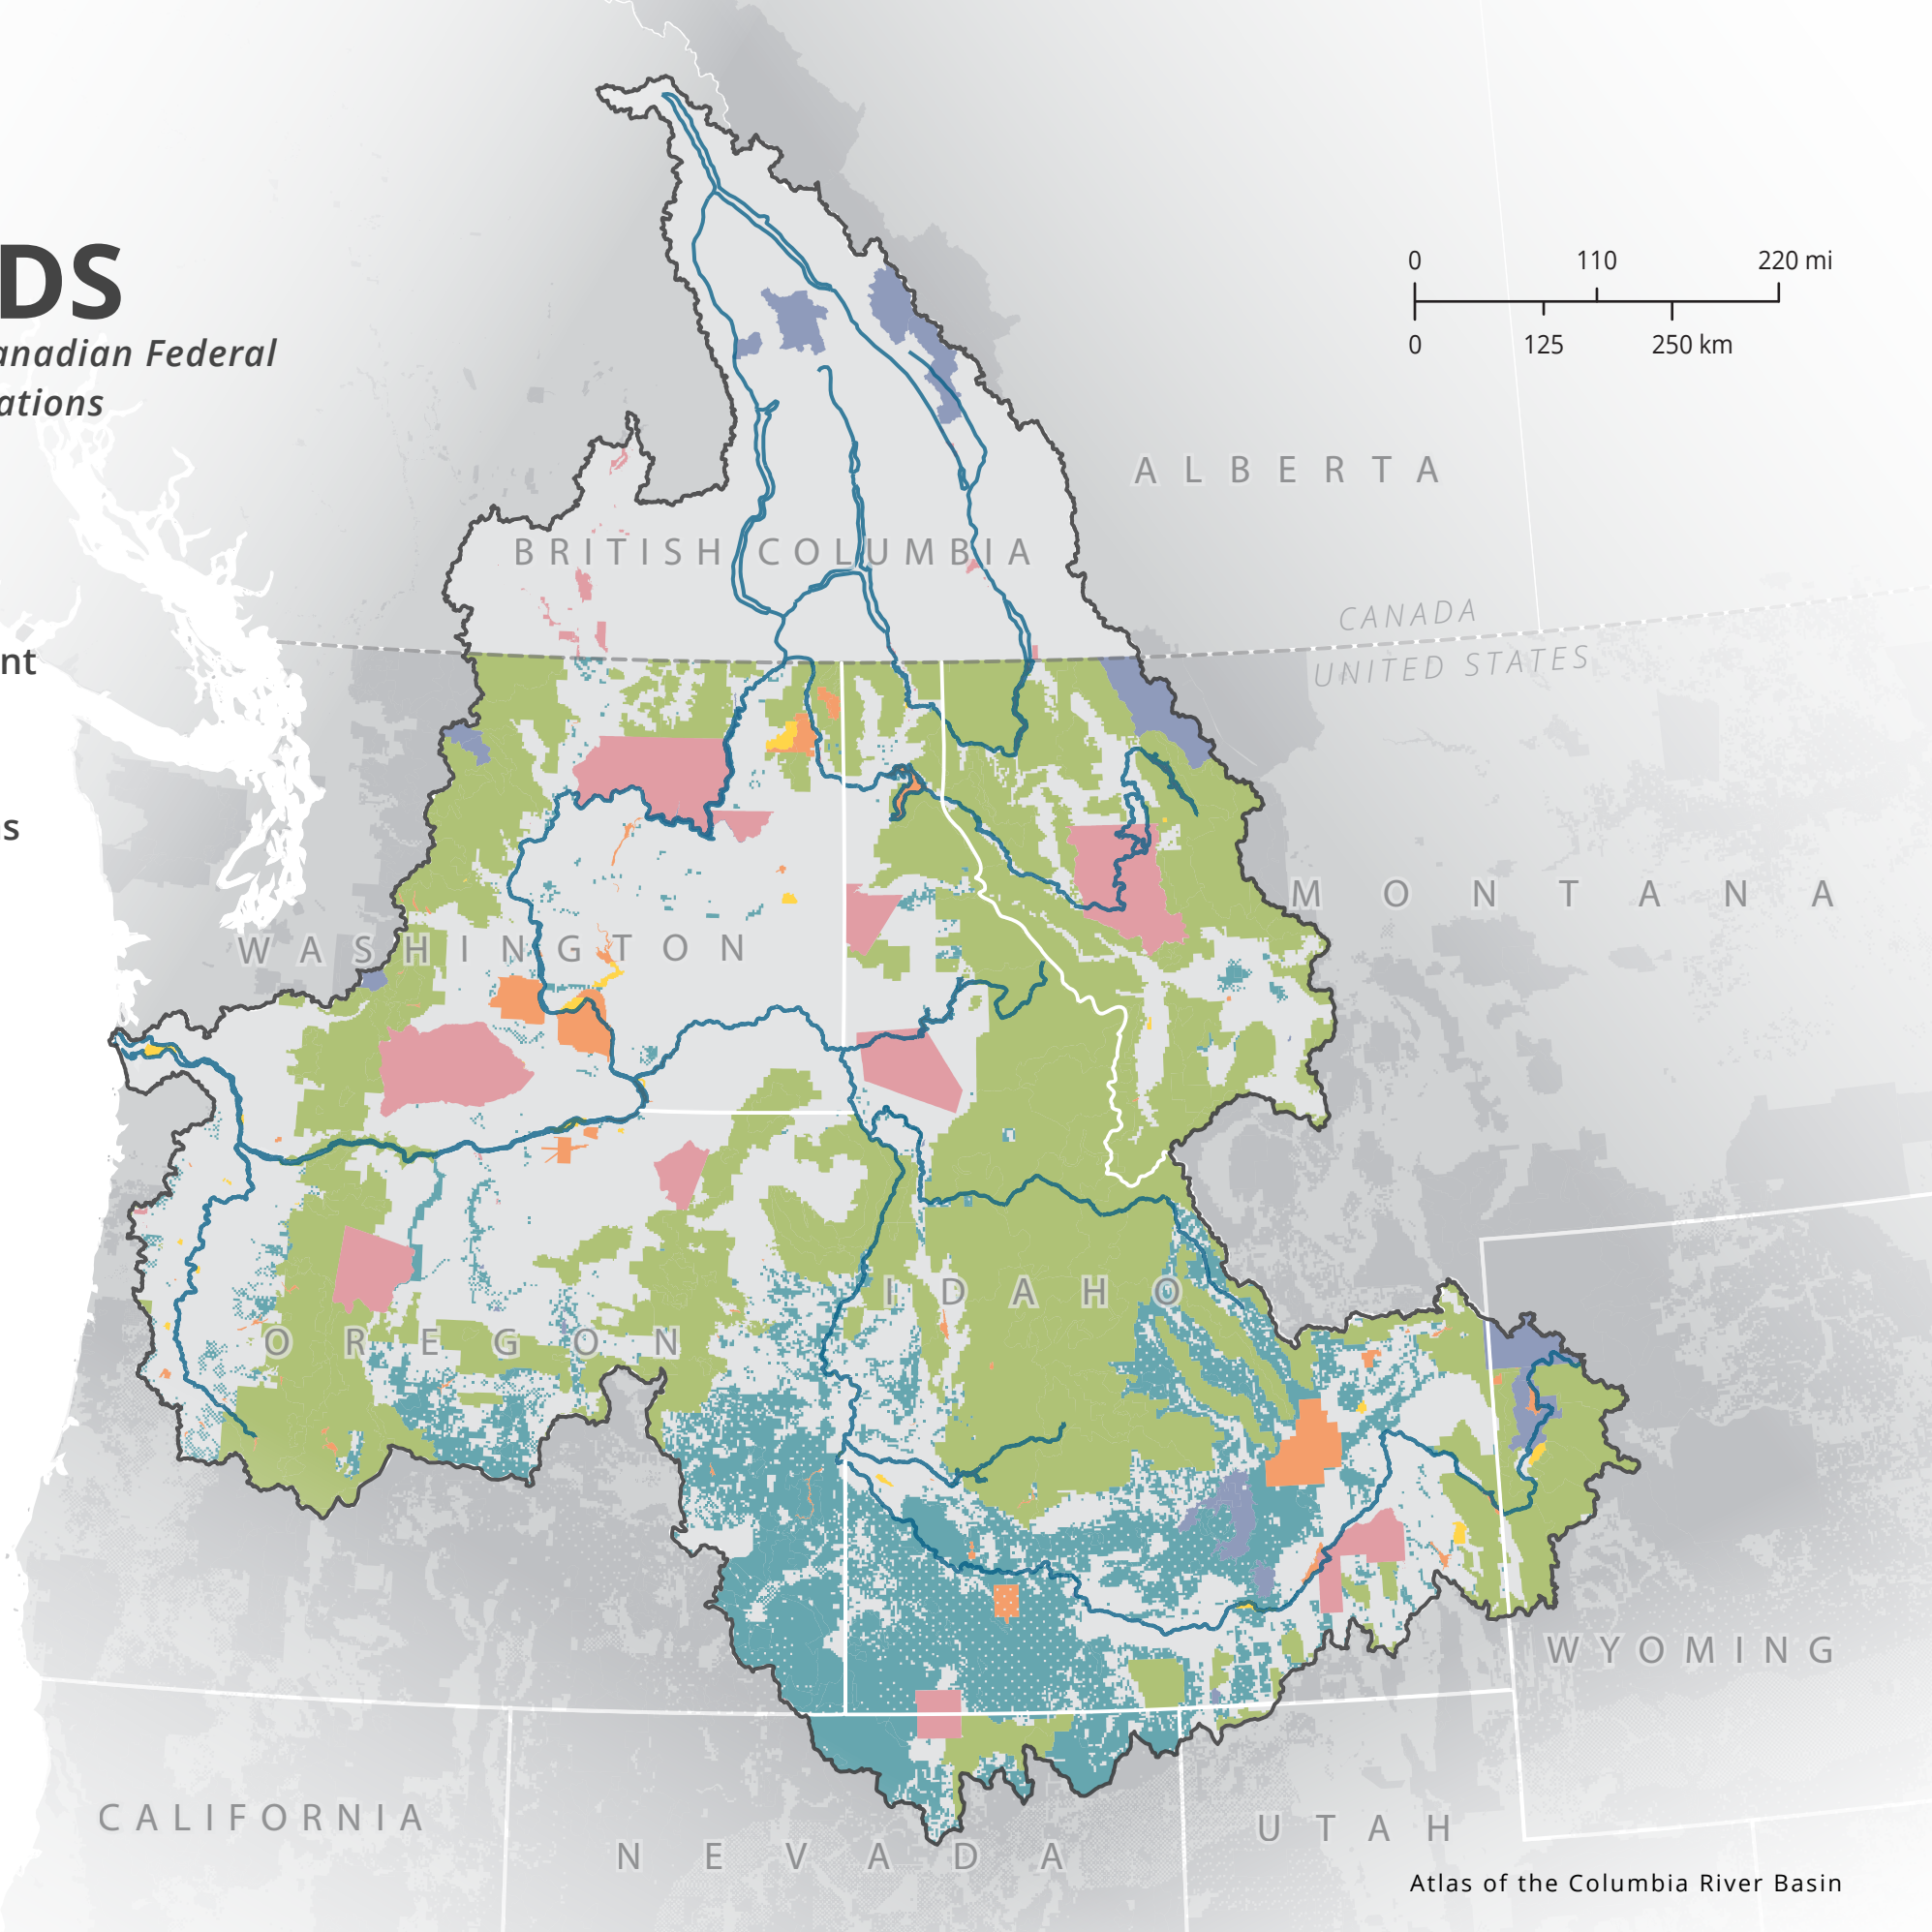 DS
anadian Federal
ations
nt
s
0 110 220 mi
0 125 250 km
ALBERTA
BRITISH COLUMBIA
CANADA
UNITED STATES
MONTANA
WASHINGTON
IDAHO
OREGON
WYOMING
CALIFORNIA
NEVADA
UTAH
Atlas of the Columbia River Basin